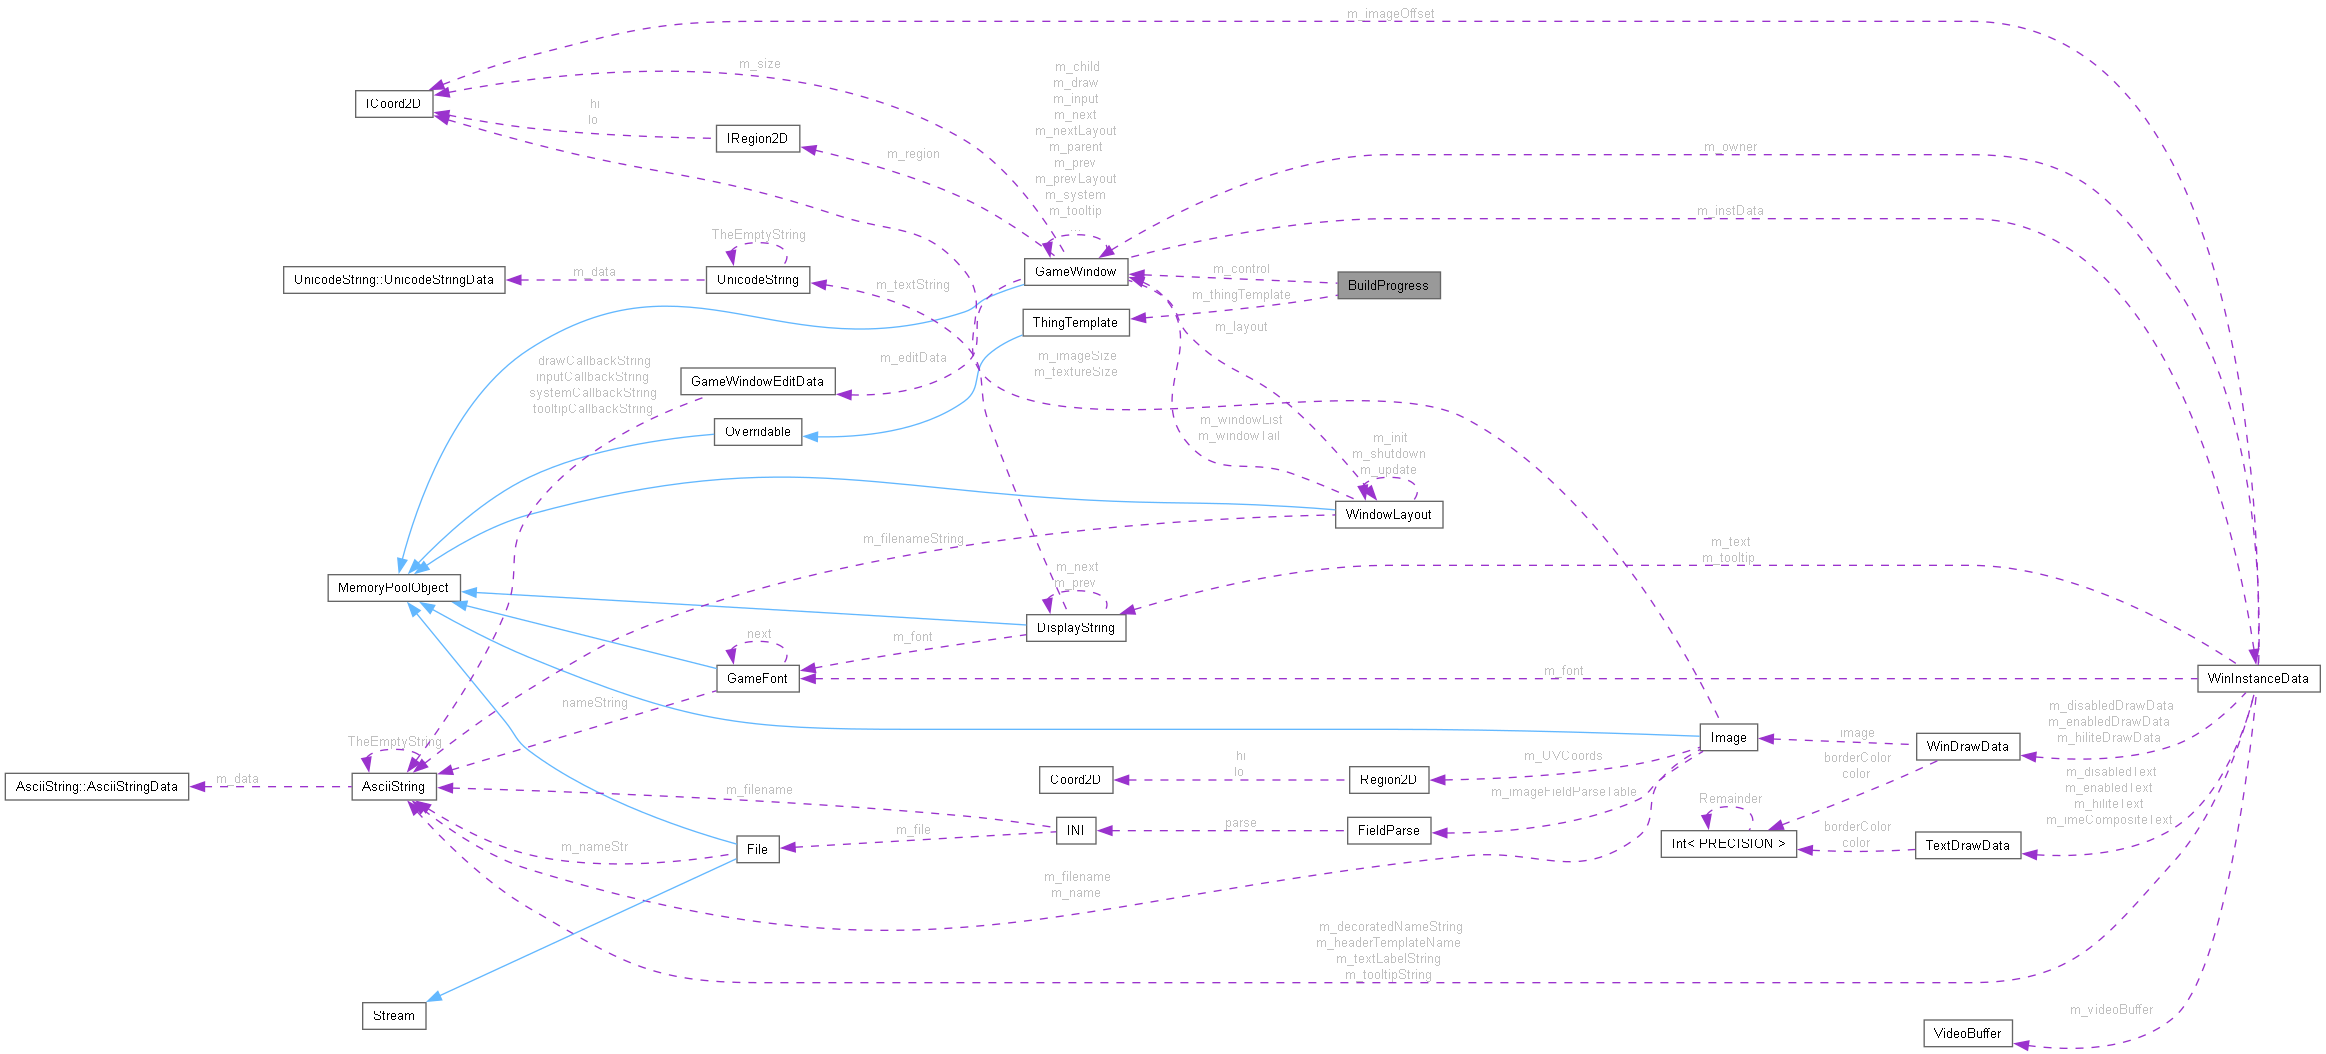 m_imageOffset
m_size
m_child
m_draw
m_input
m_next
m_nextLayout
m_parent
m_prev
m_prevLayout
m_system
m_tooltip
...
ICoord2D
hi
lo
IRegion2D
m_region
m_owner
m_instData
TheEmptyString
UnicodeString::UnicodeStringData
m_data
UnicodeString
m_textString
GameWindow
m_control
m_thingTemplate
BuildProgress
ThingTemplate
m_layout
drawCallbackString
inputCallbackString
systemCallbackString
tooltipCallbackString
m_editData
m_imageSize
m_textureSize
GameWindowEditData
Overridable
m_windowList
m_windowTail
m_init
m_shutdown
m_update
WindowLayout
m_filenameString
m_text
m_tooltip
MemoryPoolObject
m_next
m_prev
DisplayString
m_font
next
GameFont
nameString
m_font
WinInstanceData
m_disabledDrawData
m_enabledDrawData
m_hiliteDrawData
Image
image
WinDrawData
TheEmptyString
AsciiString::AsciiStringData
m_data
AsciiString
hi
lo
Coord2D
Region2D
m_UVCoords
m_imageFieldParseTable
borderColor
color
m_disabledText
m_enabledText
m_hiliteText
m_imeCompositeText
m_filename
m_file
INI
parse
FieldParse
Remainder
Int< PRECISION >
borderColor
color
TextDrawData
m_nameStr
File
m_filename
m_name
m_decoratedNameString
m_headerTemplateName
m_textLabelString
m_tooltipString
Stream
m_videoBuffer
VideoBuffer